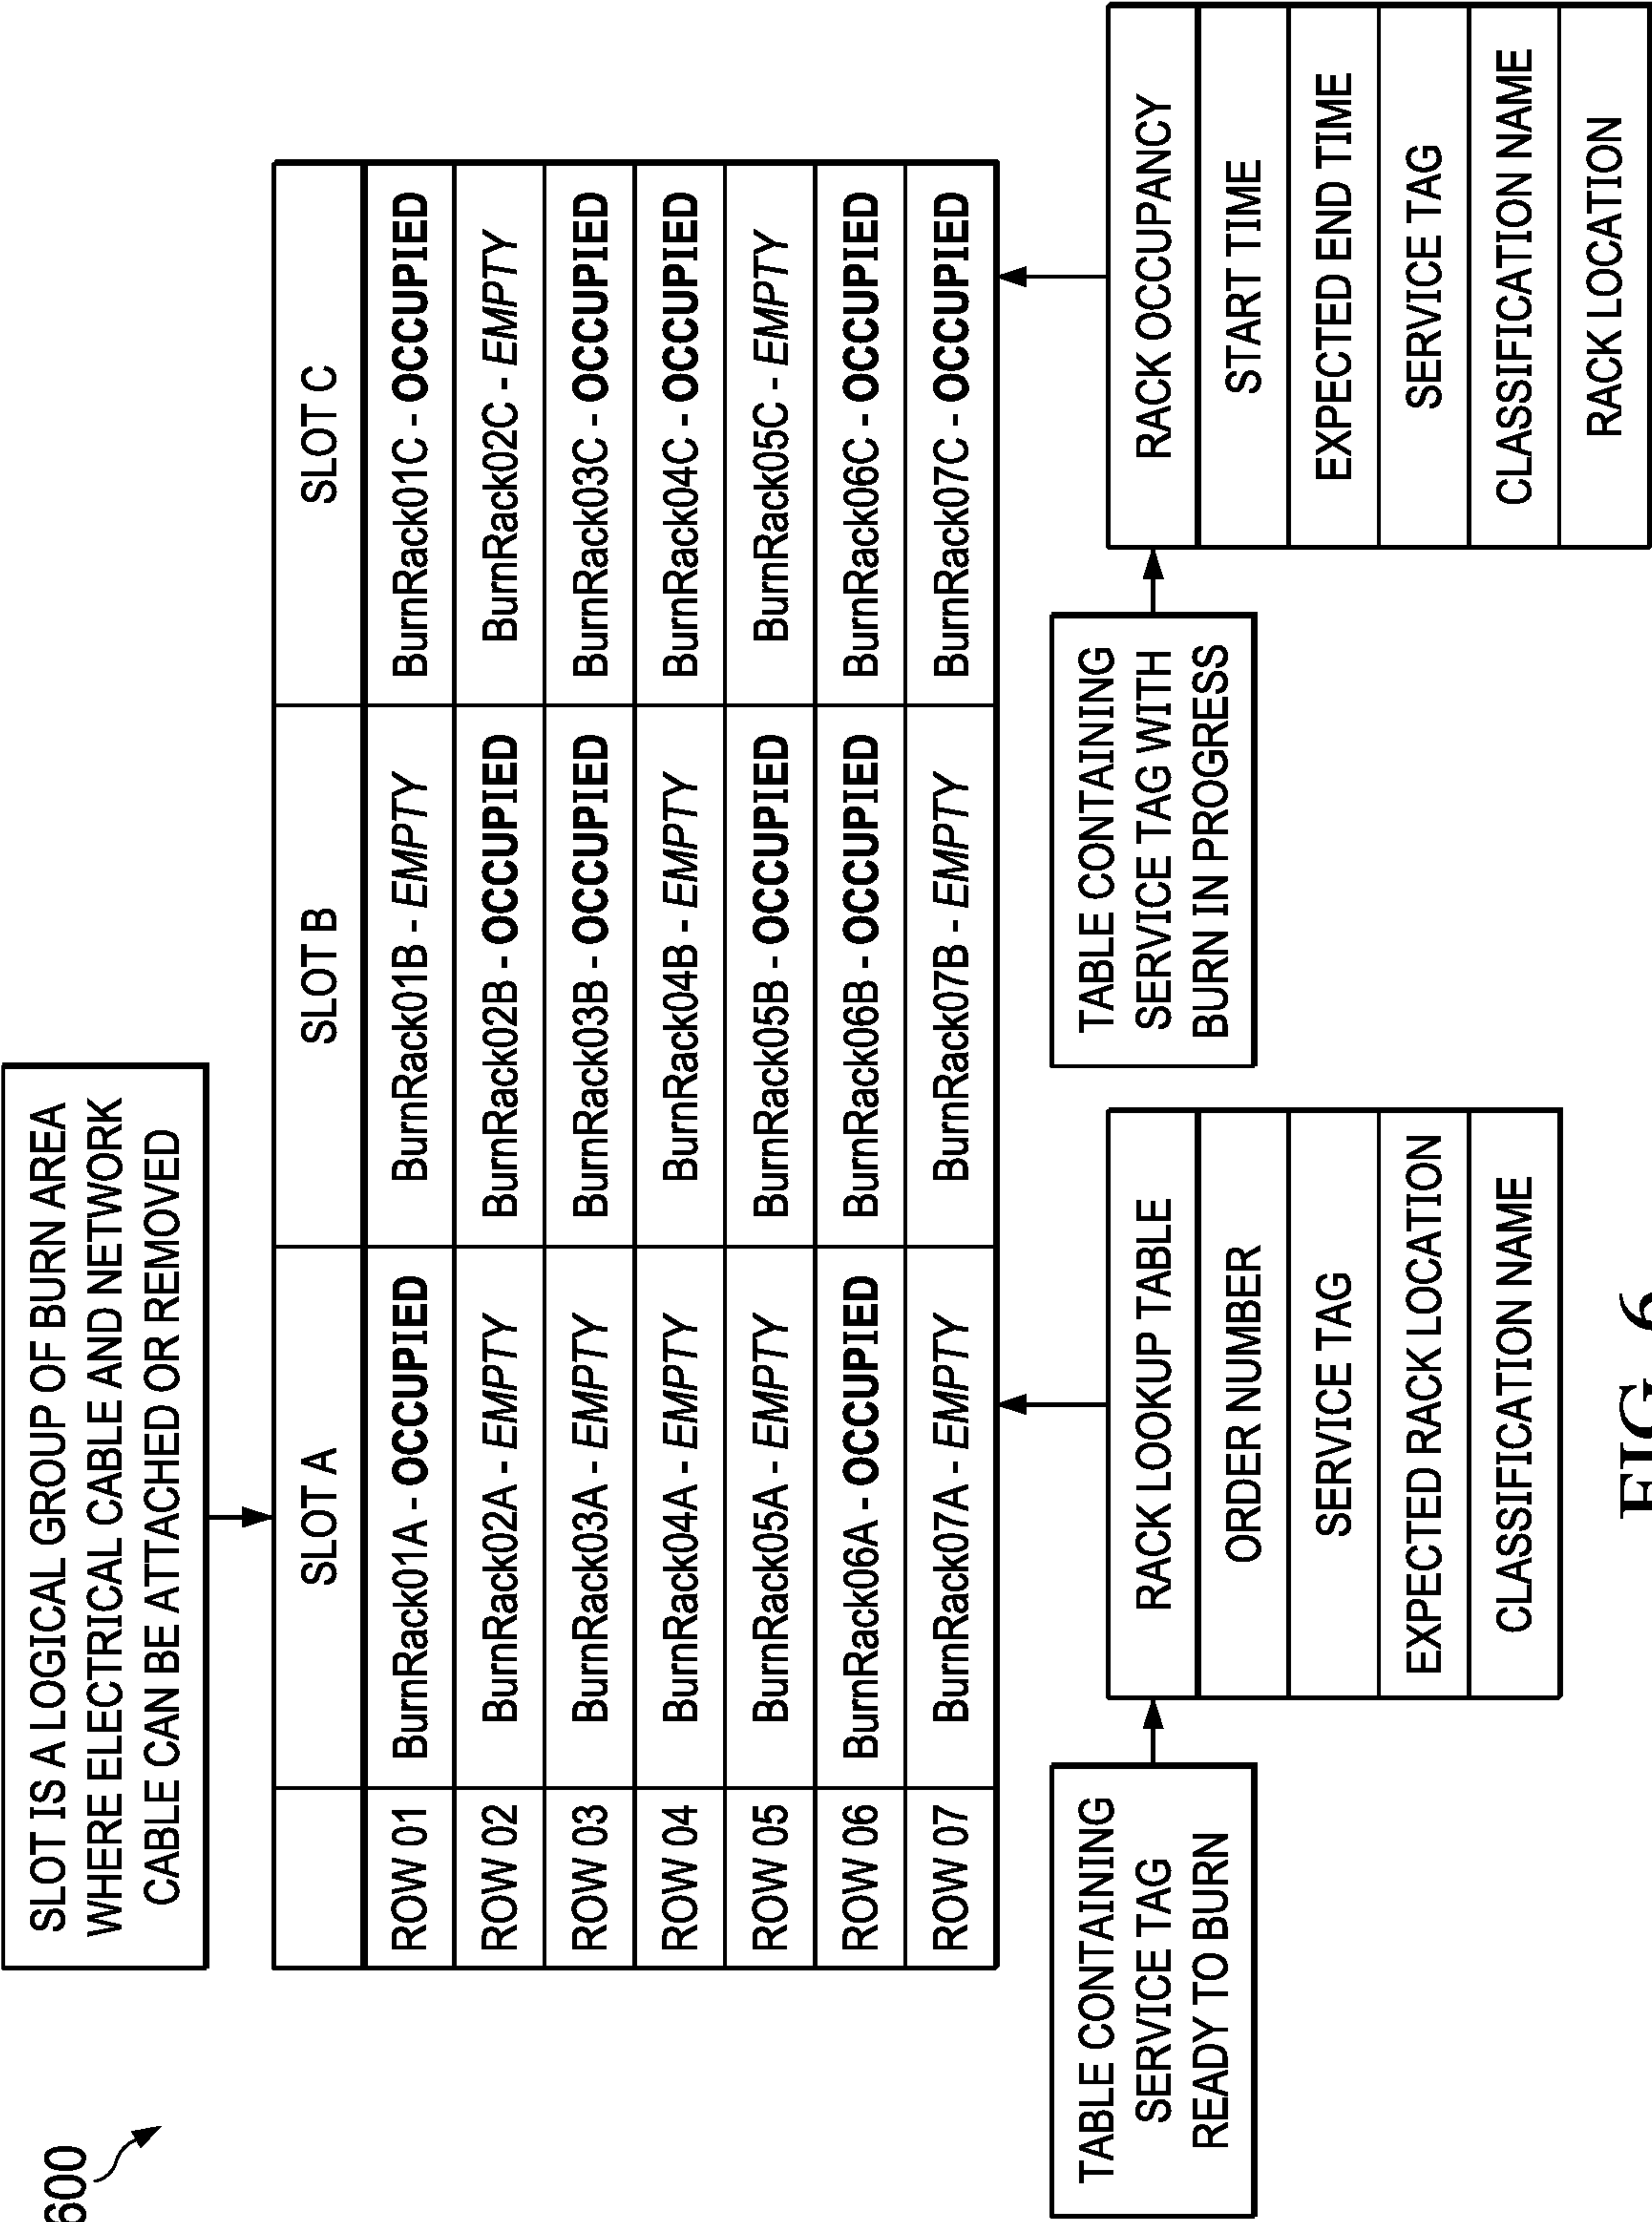 600
SLOT IS A LOGICAL GROUP OF BURN AREA
WHERE ELECTRICAL CABLE AND NETWORK
CABLE CAN BE ATTACHED OR REMOVED
SLOT A SLOT B SLOT C
ROW 01 BurnRack01A - OCCUPIED BurnRack01B - EMPTY BurnRack01C - OCCUPIED
ROW 02 BurnRack02A - EMPTY BurnRack02B - OCCUPIED BurnRack02C - EMPTY
ROW 03 BurnRack03A - EMPTY BurnRack03B - OCCUPIED BurnRack03C - OCCUPIED
ROW 04 BurnRack04A - EMPTY BurnRack04B - EMPTY BurnRack04C - OCCUPIED
ROW 05 BurnRack05A - EMPTY BurnRack05B - OCCUPIED BurnRack05C - EMPTY
ROW 06 BurnRack06A - OCCUPIED BurnRack06B - OCCUPIED BurnRack06C - OCCUPIED
ROW 07 BurnRack07A - EMPTY BurnRack07B - EMPTY BurnRack07C - OCCUPIED
TABLE CONTAINING
SERVICE TAG
READY TO BURN
RACK LOOKUP TABLE
ORDER NUMBER
SERVICE TAG
EXPECTED RACK LOCATION
CLASSIFICATION NAME
TABLE CONTAINING
SERVICE TAG WITH
BURN IN PROGRESS
RACK OCCUPANCY
START TIME
EXPECTED END TIME
SERVICE TAG
CLASSIFICATION NAME
RACK LOCATION
FIG. 6